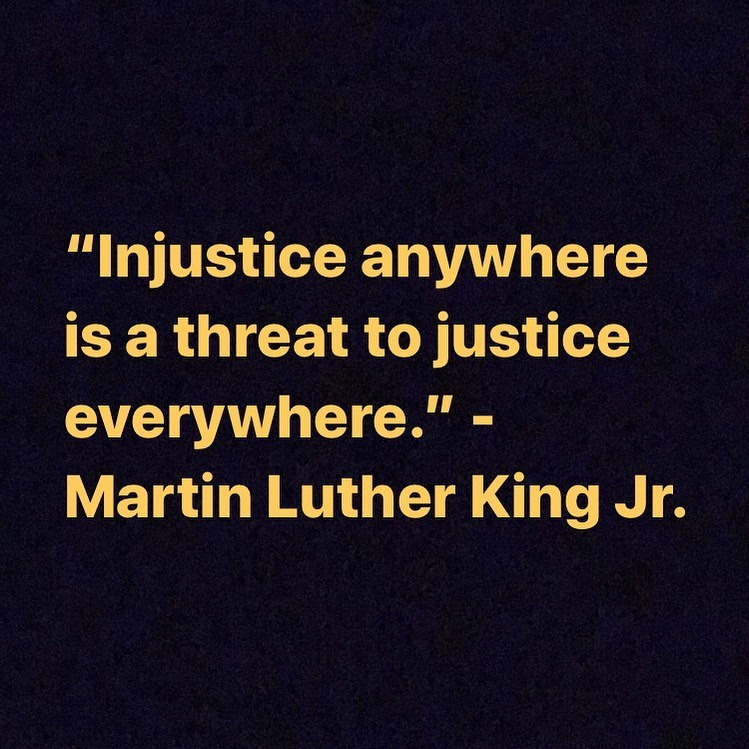 “Injustice anywhere
is a threat to justice
everywhere.” -
Martin Luther King Jr.